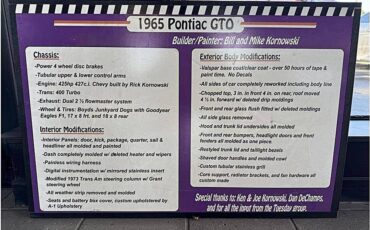 1965 Pontiac GTO
Builder/Painter: Bill and Mike Kornowski
Chassis:
-Power 4 wheel disc brakes
-Tubular upper & lower control arms
-Engine: 425hp 427c.i. Chevy built by Rick Kornowski
-Trans: 400 Turbo
-Exhaust: Dual 2 ½ flowmaster system
-Wheel & Tires: Boyds Junkyard Dogs with Goodyear
Eagles F1, 17 x 8 frt. and 18 x 8 rear
Interior Modifications:
-Interior Panels: door, kick, package, quarter, sail &
headliner all molded and painted
-Dash completely molded w/ deleted heater and wipers
-Painless wiring harness
-Digital instrumentation w/ mirrored stainless insert
-Modified 1973 Trans Am steering column w/ Grant
steering wheel
-All weather strip removed and molded
-Seats and battery box cover, custom upholstered by
A-1 Upholstery
Exterior Body Modifications:
-Valspar base coat/clear coat - over 50 hours of tape &
paint time. No Decals
-All sides of car completely reworked including body line
-Chopped top, 3 in. in front 4 in. on rear, roof moved
4 ½ in. forward w/ deleted drip moldings
-Front and rear glass flush fitted w/ deleted moldings
-All side glass removed
-Hood and trunk lid underside all molded
-Front and rear bumpers, headlight doors and front
fenders all molded as one piece.
-Restyled trunk lid and taillight bezels
-Shaved door handles and molded cowl
-Custom tubular stainless grill
-Core support, radiator brackets, and fan harness all
custom made
Special thanks to: Ken & Joe Kornowski, Dan DeChamps,
and for all the input from the Tuesday group.